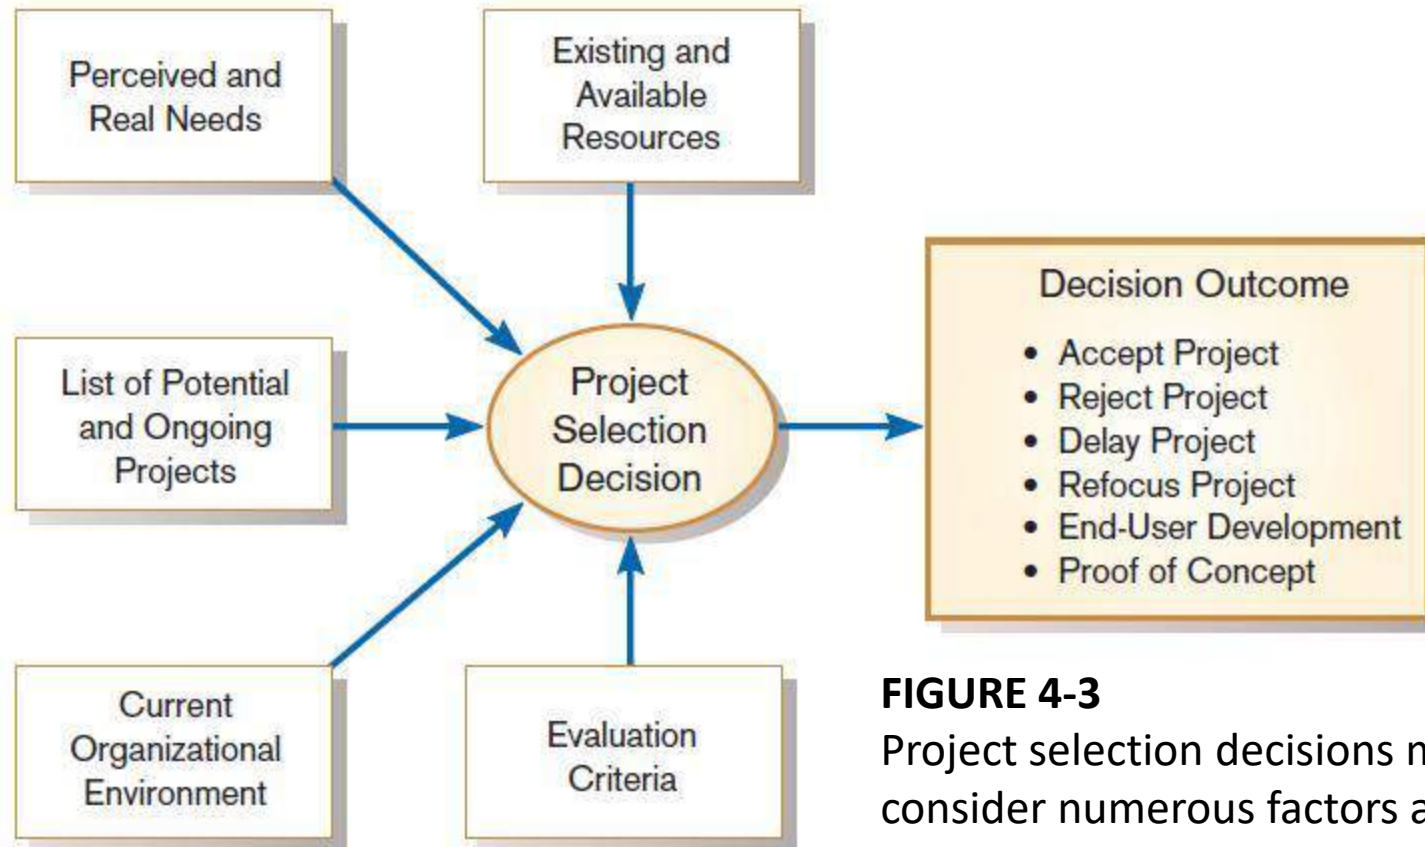 Perceived and
Real Needs
Existing and
Available
Resources
List of Potential
and Ongoing
Projects
Project
Selection
Decision
Decision Outcome
• Accept Project
• Reject Project
• Delay Project
• Refocus Project
• End-User Development
• Proof of Concept
Current
Organizational
Environment
Evaluation
Criteria
FIGURE 4-3
Project selection decisions
consider numerous factors